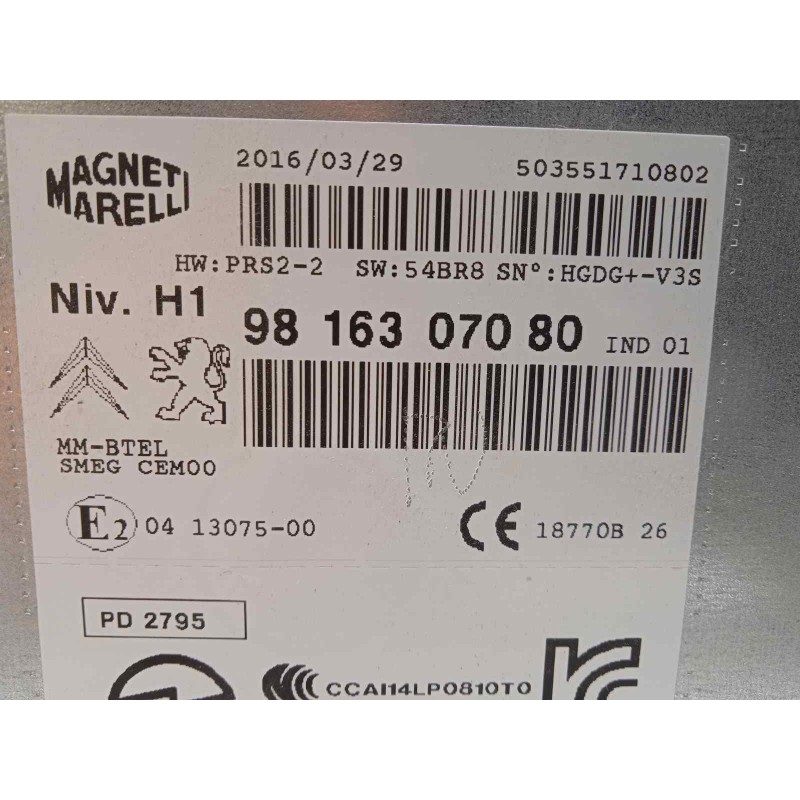 MAGNETI
MARELLI
2016/03/29 503551710802
HW:PRS2-2 SW:54BR8 SN°:HGDG+-V3S
Niv. H1
98 163 070 80 IND 01
MM-BTEL
SMEG CEM00
E2 04 13075-00
CE 18770B 26
PD 2795
CCAI14LP0810T0